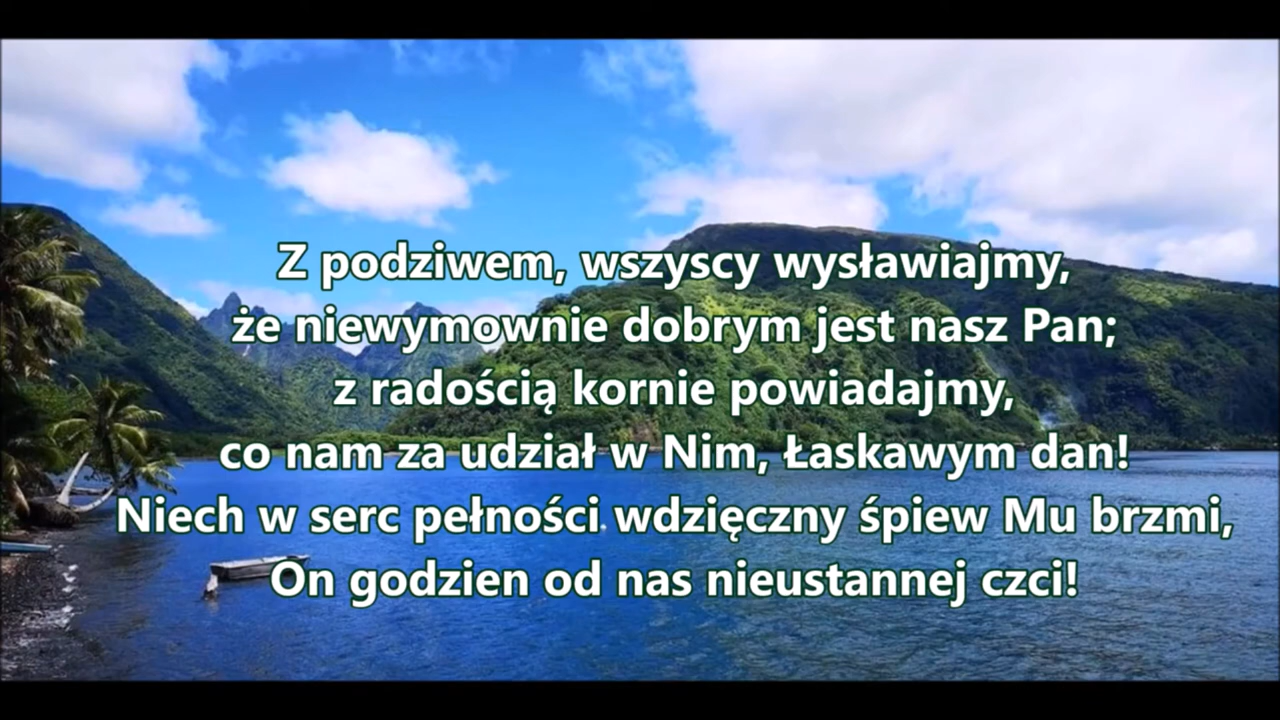 Z podziwem, wszyscy wysławiajmy,
że niewymownie dobrym jest nasz Pan;
z radością kornie powiadajmy,
co nam za udział w Nim, Łaskawym dan!
Niech w serc pełności wdzięczny śpiew Mu brzmi,
On godzien od nas nieustannej czci!